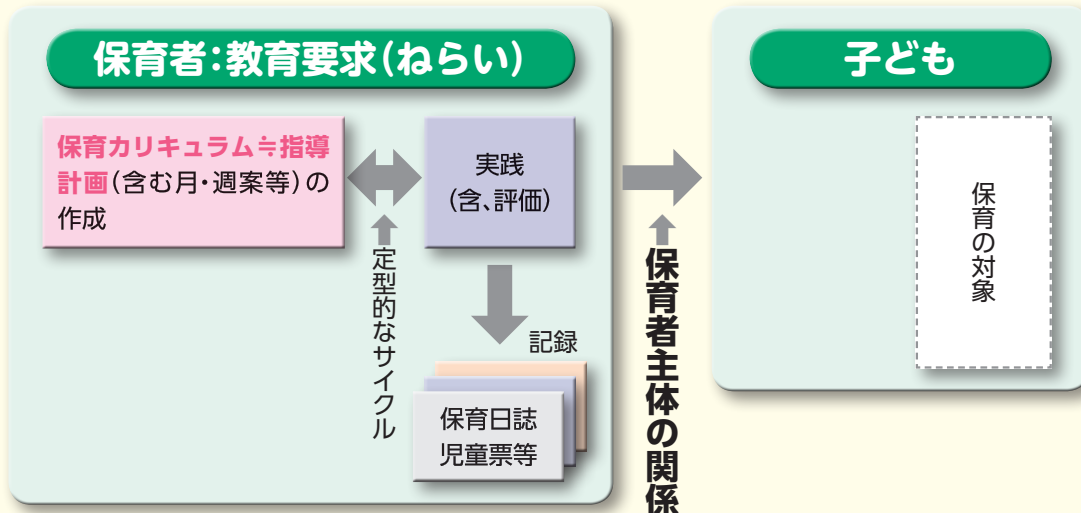 保育者：教育要求（ねらい）
保育カリキュラム≒指導
計画（含む月・週案等）の
作成
実践
（含、評価）
定型的なサイクル
記録
保育日誌
児童票等
保育者主体の関係
子ども
保育の対象